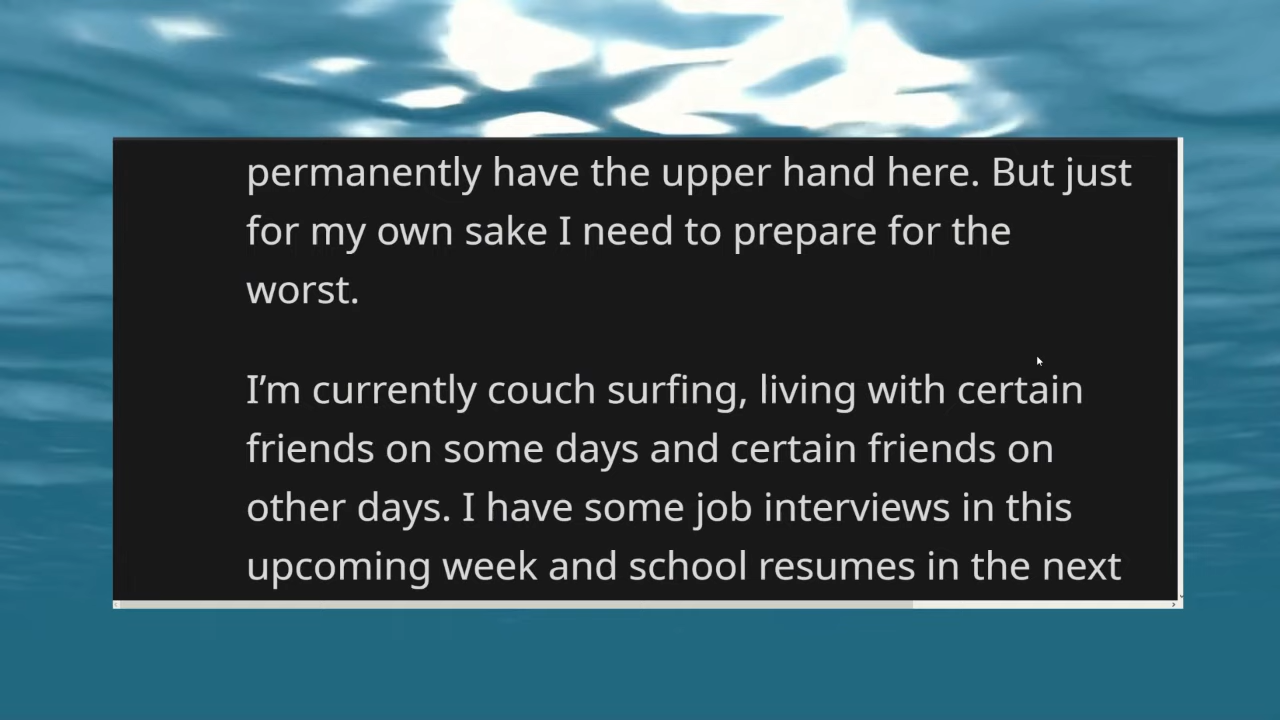 permanently have the upper hand here. But just
for my own sake I need to prepare for the
worst.
I’m currently couch surfing, living with certain
friends on some days and certain friends on
other days. I have some job interviews in this
upcoming week and school resumes in the next